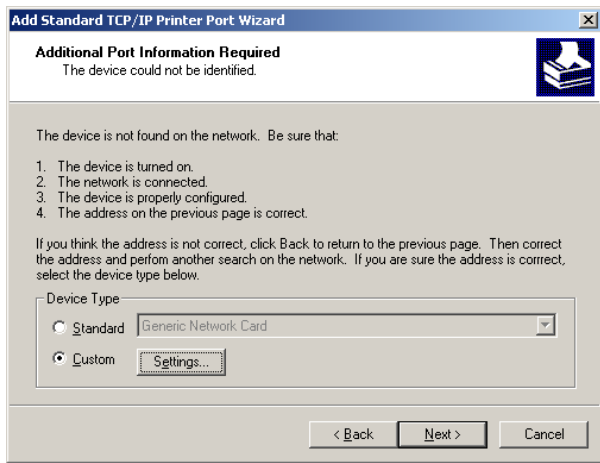 Add Standard TCP/IP Printer Port Wizard
Additional Port Information Required
The device could not be identified.
The device is not found on the network.  Be sure that:
1.  The device is turned on.
2.  The network is connected.
3.  The device is properly configured.
4.  The address on the previous page is correct.
If you think the address is not correct, click Back to return to the previous page.  Then correct
the address and perfom another search on the network.  If you are sure the address is corrrect,
select the device type below.
Device Type
Standard Generic Network Card
Custom Settings...
< Back Next > Cancel